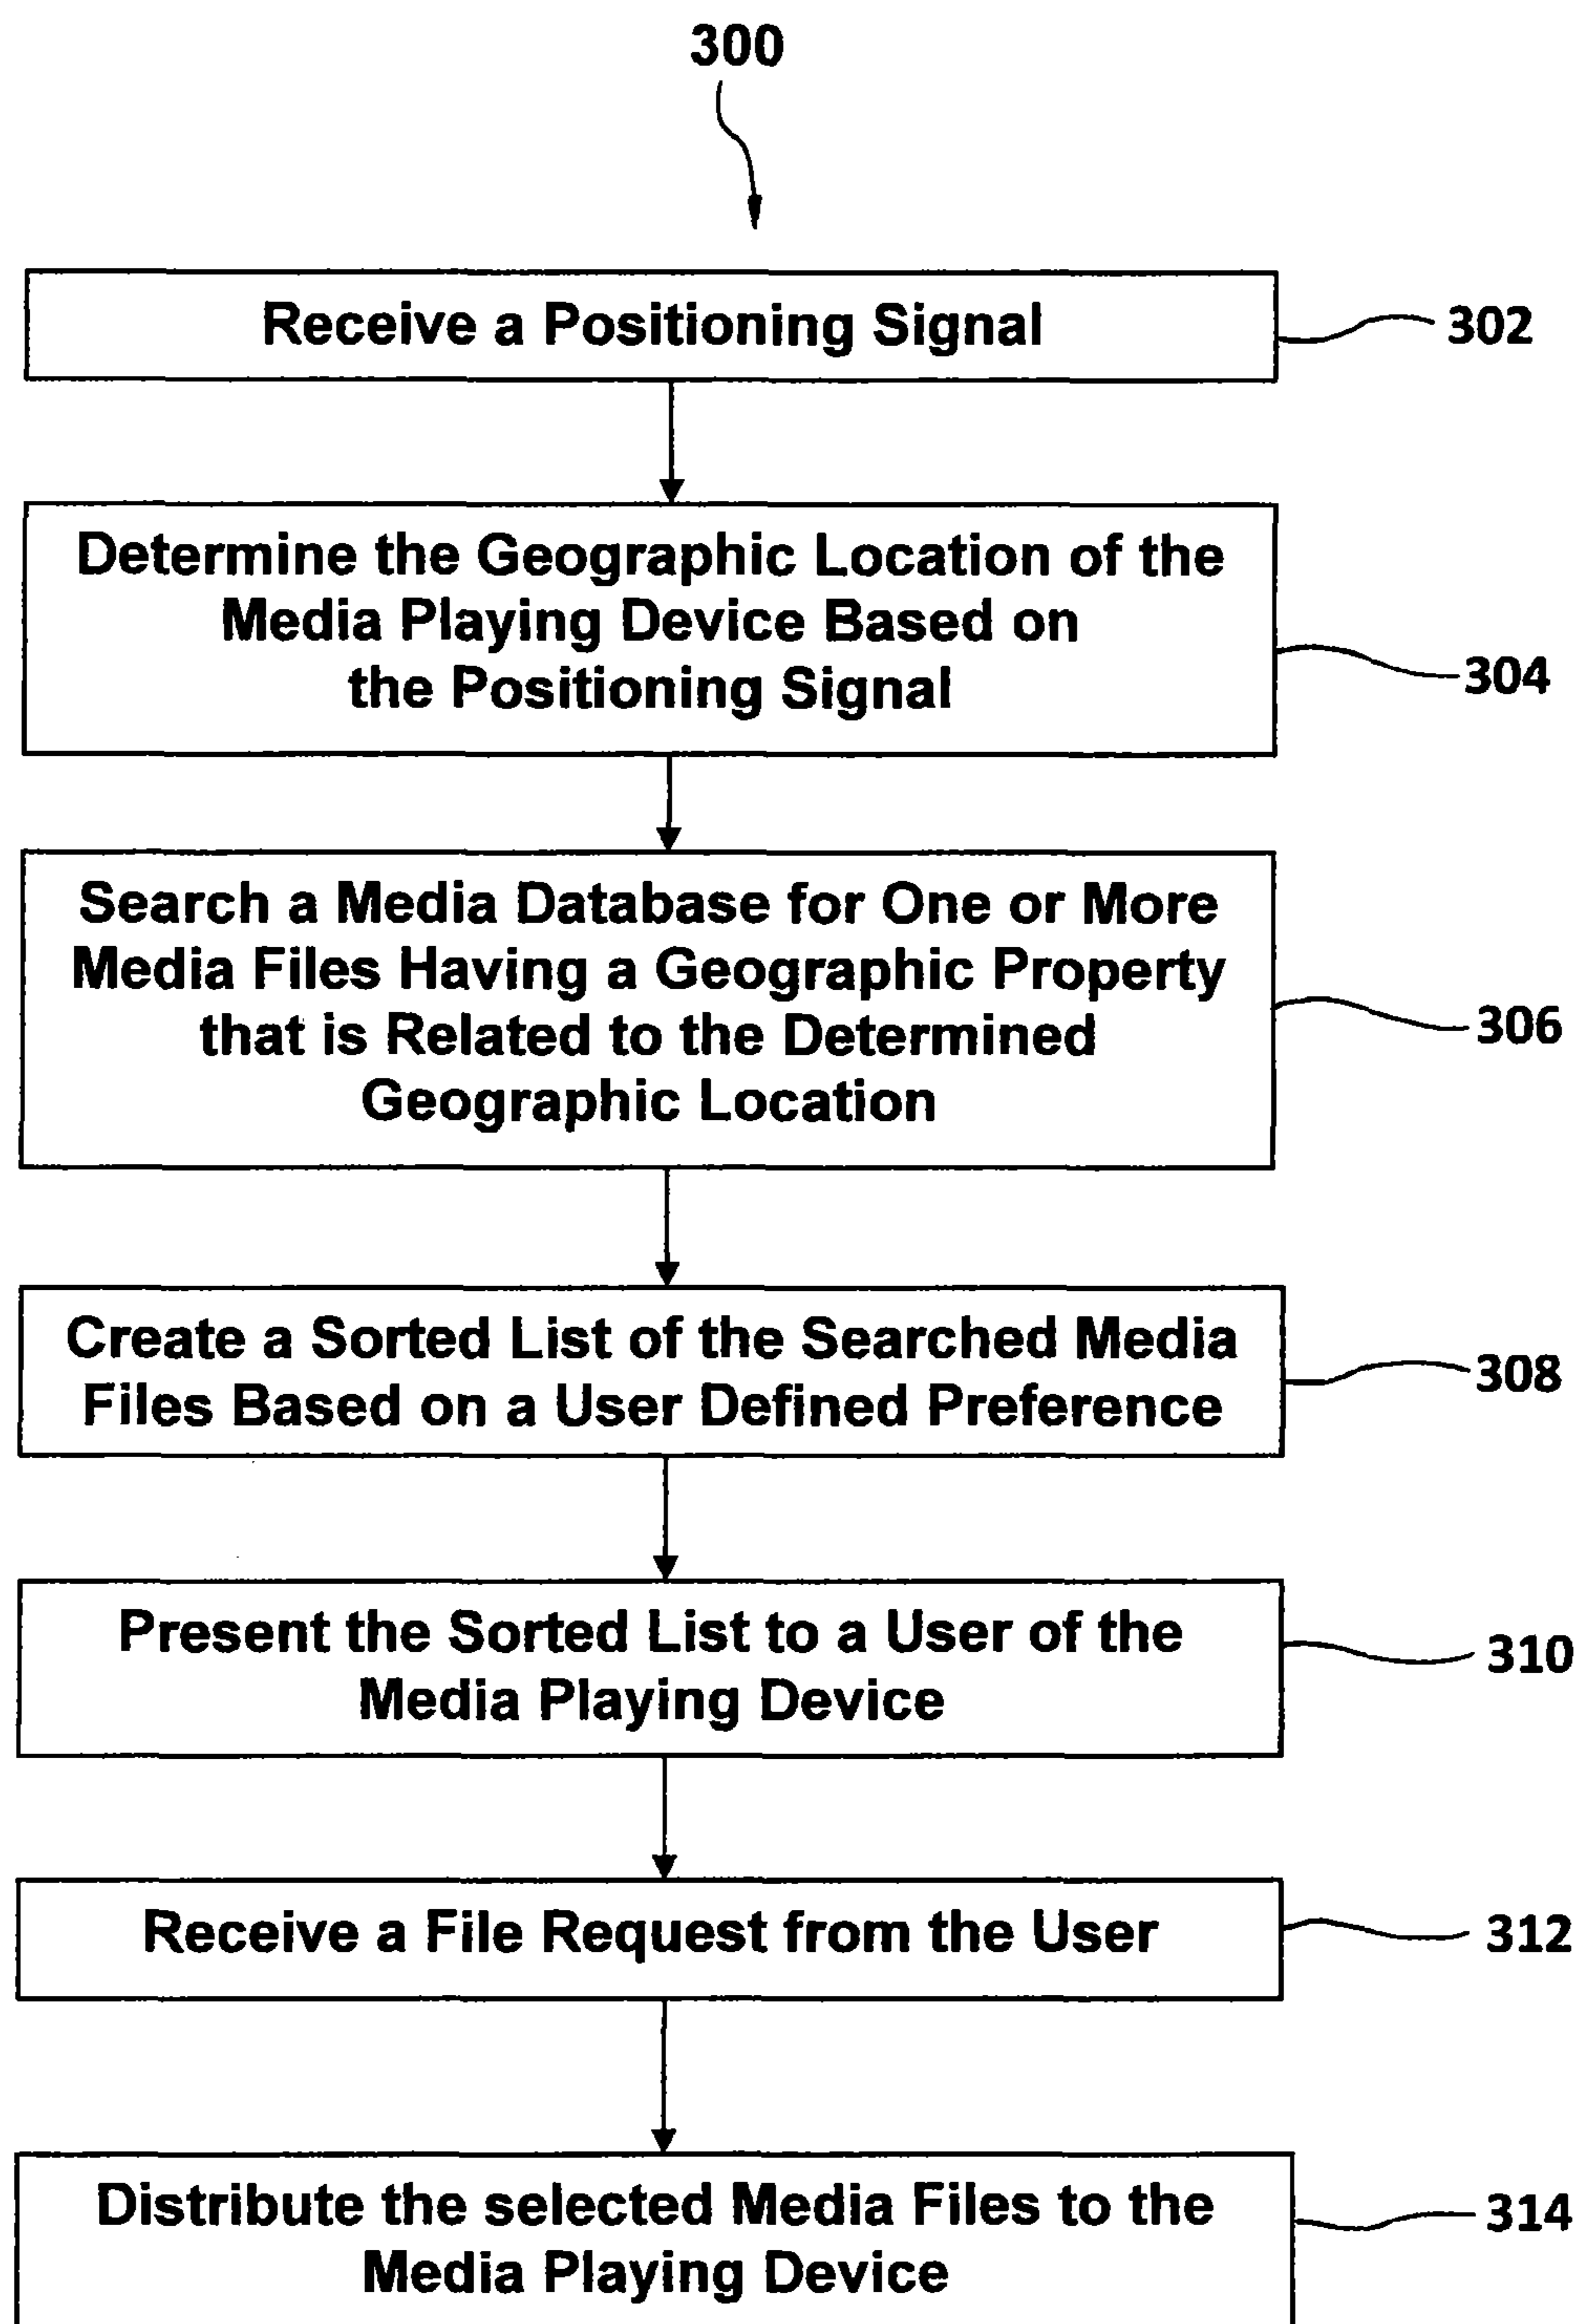 300
Receive a Positioning Signal
302
Determine the Geographic Location of the
Media Playing Device Based on
the Positioning Signal
304
Search a Media Database for One or More
Media Files Having a Geographic Property
that is Related to the Determined
Geographic Location
306
Create a Sorted List of the Searched Media
Files Based on a User Defined Preference
308
Present the Sorted List to a User of the
Media Playing Device
310
Receive a File Request from the User
312
Distribute the selected Media Files to the
Media Playing Device
314